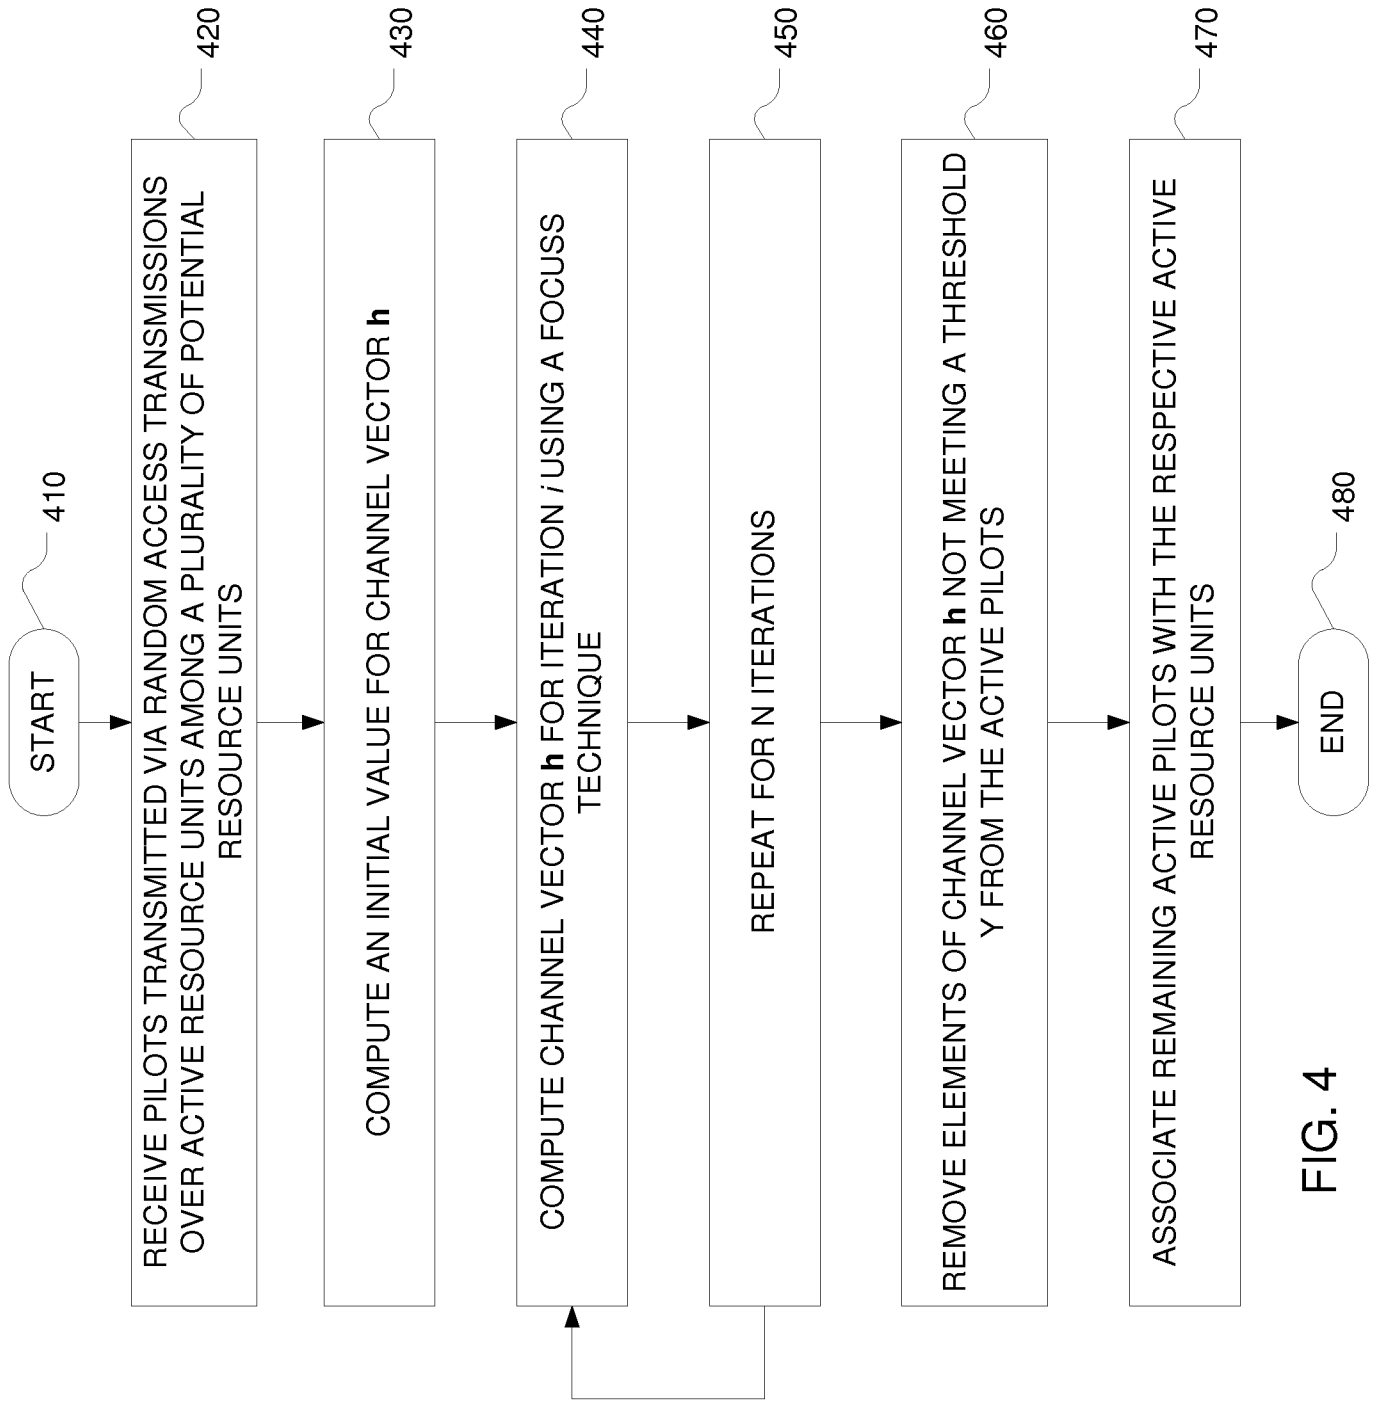 START
410
RECEIVE PILOTS TRANSMITTED VIA RANDOM ACCESS TRANSMISSIONS
OVER ACTIVE RESOURCE UNITS AMONG A PLURALITY OF POTENTIAL
RESOURCE UNITS
420
COMPUTE AN INITIAL VALUE FOR CHANNEL VECTOR h
430
COMPUTE CHANNEL VECTOR h FOR ITERATION i USING A FOCUSS
TECHNIQUE
440
REPEAT FOR N ITERATIONS
450
REMOVE ELEMENTS OF CHANNEL VECTOR h NOT MEETING A THRESHOLD
Y FROM THE ACTIVE PILOTS
460
ASSOCIATE REMAINING ACTIVE PILOTS WITH THE RESPECTIVE ACTIVE
RESOURCE UNITS
470
END
480
FIG. 4